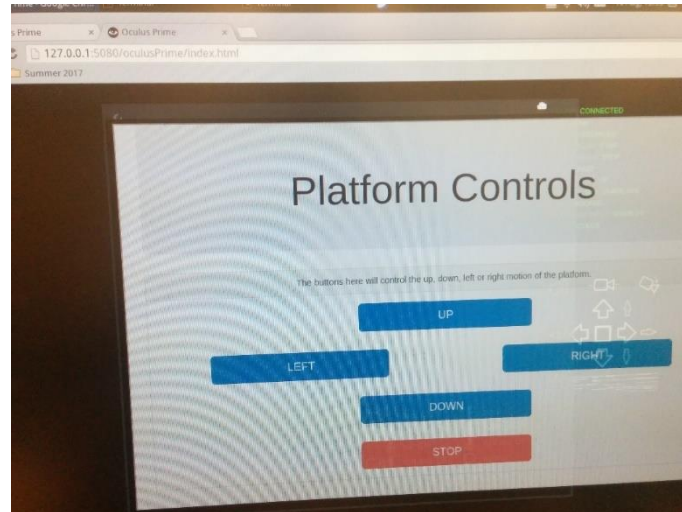 s Prime x Oculus Prime x
127.0.0.1:5080/oculusPrime/index.html
Summer 2017
CONNECTED
Platform Controls
The buttons here will control the up, down, left or right motion of the platform.
UP
LEFT RIGHT
DOWN
STOP